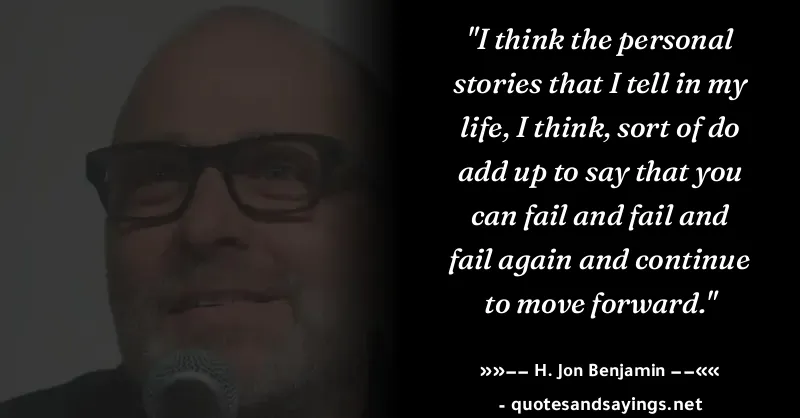 "I think the personal
stories that I tell in my
life, I think, sort of do
add up to say that you
can fail and fail and
fail again and continue
to move forward."
»»−− H. Jon Benjamin −−««
- quotesandsayings.net